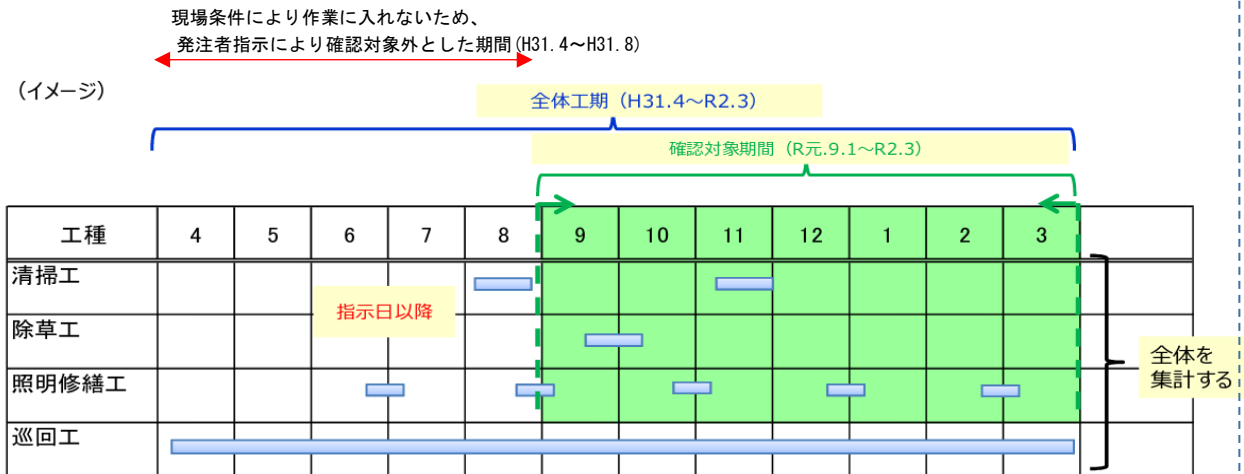 現場条件により作業に入れないため、
発注者指示により確認対象外とした期間(H31.4～H31.8)
（イメージ）
全体工期（H31.4～R2.3）
確認対象期間（R元.9.1～R2.3）
工種 4 5 6 7 8 9 10 11 12 1 2 3
清掃工
指示日以降
除草工
全体を
集計する
照明修繕工
巡回工